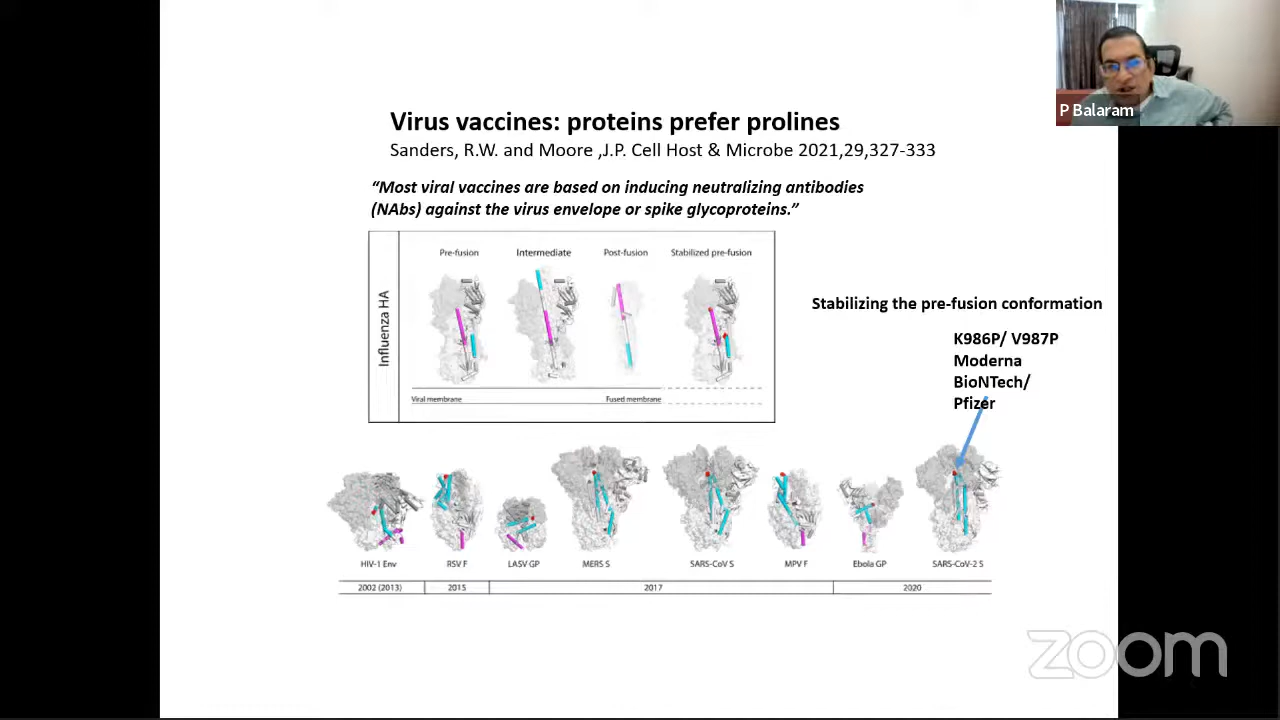 P Balaram
Virus vaccines: proteins prefer prolines
Sanders, R.W. and Moore ,J.P. Cell Host & Microbe 2021,29,327-333
“Most viral vaccines are based on inducing neutralizing antibodies
(NAbs) against the virus envelope or spike glycoproteins.”
Pre-fusion Intermediate Post-fusion Stabilized pre-fusion
Influenza HA
Viral membrane Fused membrane
Stabilizing the pre-fusion conformation
K986P/ V987P
Moderna
BioNTech/
Pfizer
HIV-1 Env RSV F LASV GP MERS S SARS-CoV S MPV F Ebola GP SARS-CoV-2 S
2002 (2013) 2015 2017 2020
zoom